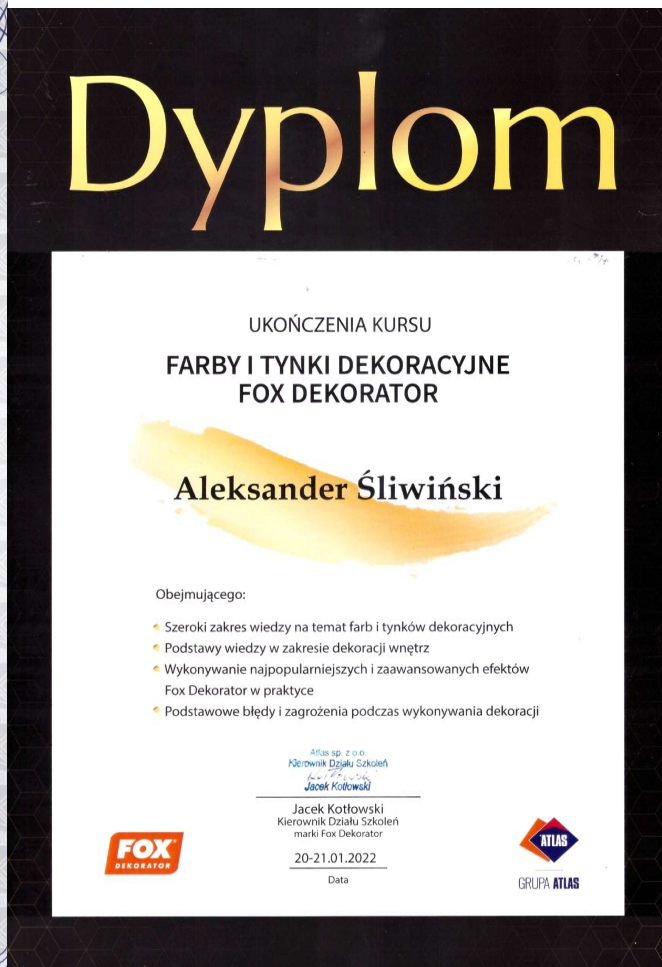 Dyplom
UKOŃCZENIA KURSU
FARBY I TYNKI DEKORACYJNE
FOX DEKORATOR
Aleksander Śliwiński
Obejmującego:
Szeroki zakres wiedzy na temat farb i tynków dekoracyjnych
Podstawy wiedzy w zakresie dekoracji wnętrz
Wykonywanie najpopularniejszych i zaawansowanych efektów
Fox Dekorator w praktyce
Podstawowe błędy i zagrożenia podczas wykonywania dekoracji
Atlas sp. z o.o.
Kierownik Działu Szkoleń
Jacek Kotłowski
Jacek Kotłowski
Kierownik Działu Szkoleń
marki Fox Dekorator
20-21.01.2022
Data
FOX
DEKORATOR
ATLAS
GRUPA ATLAS